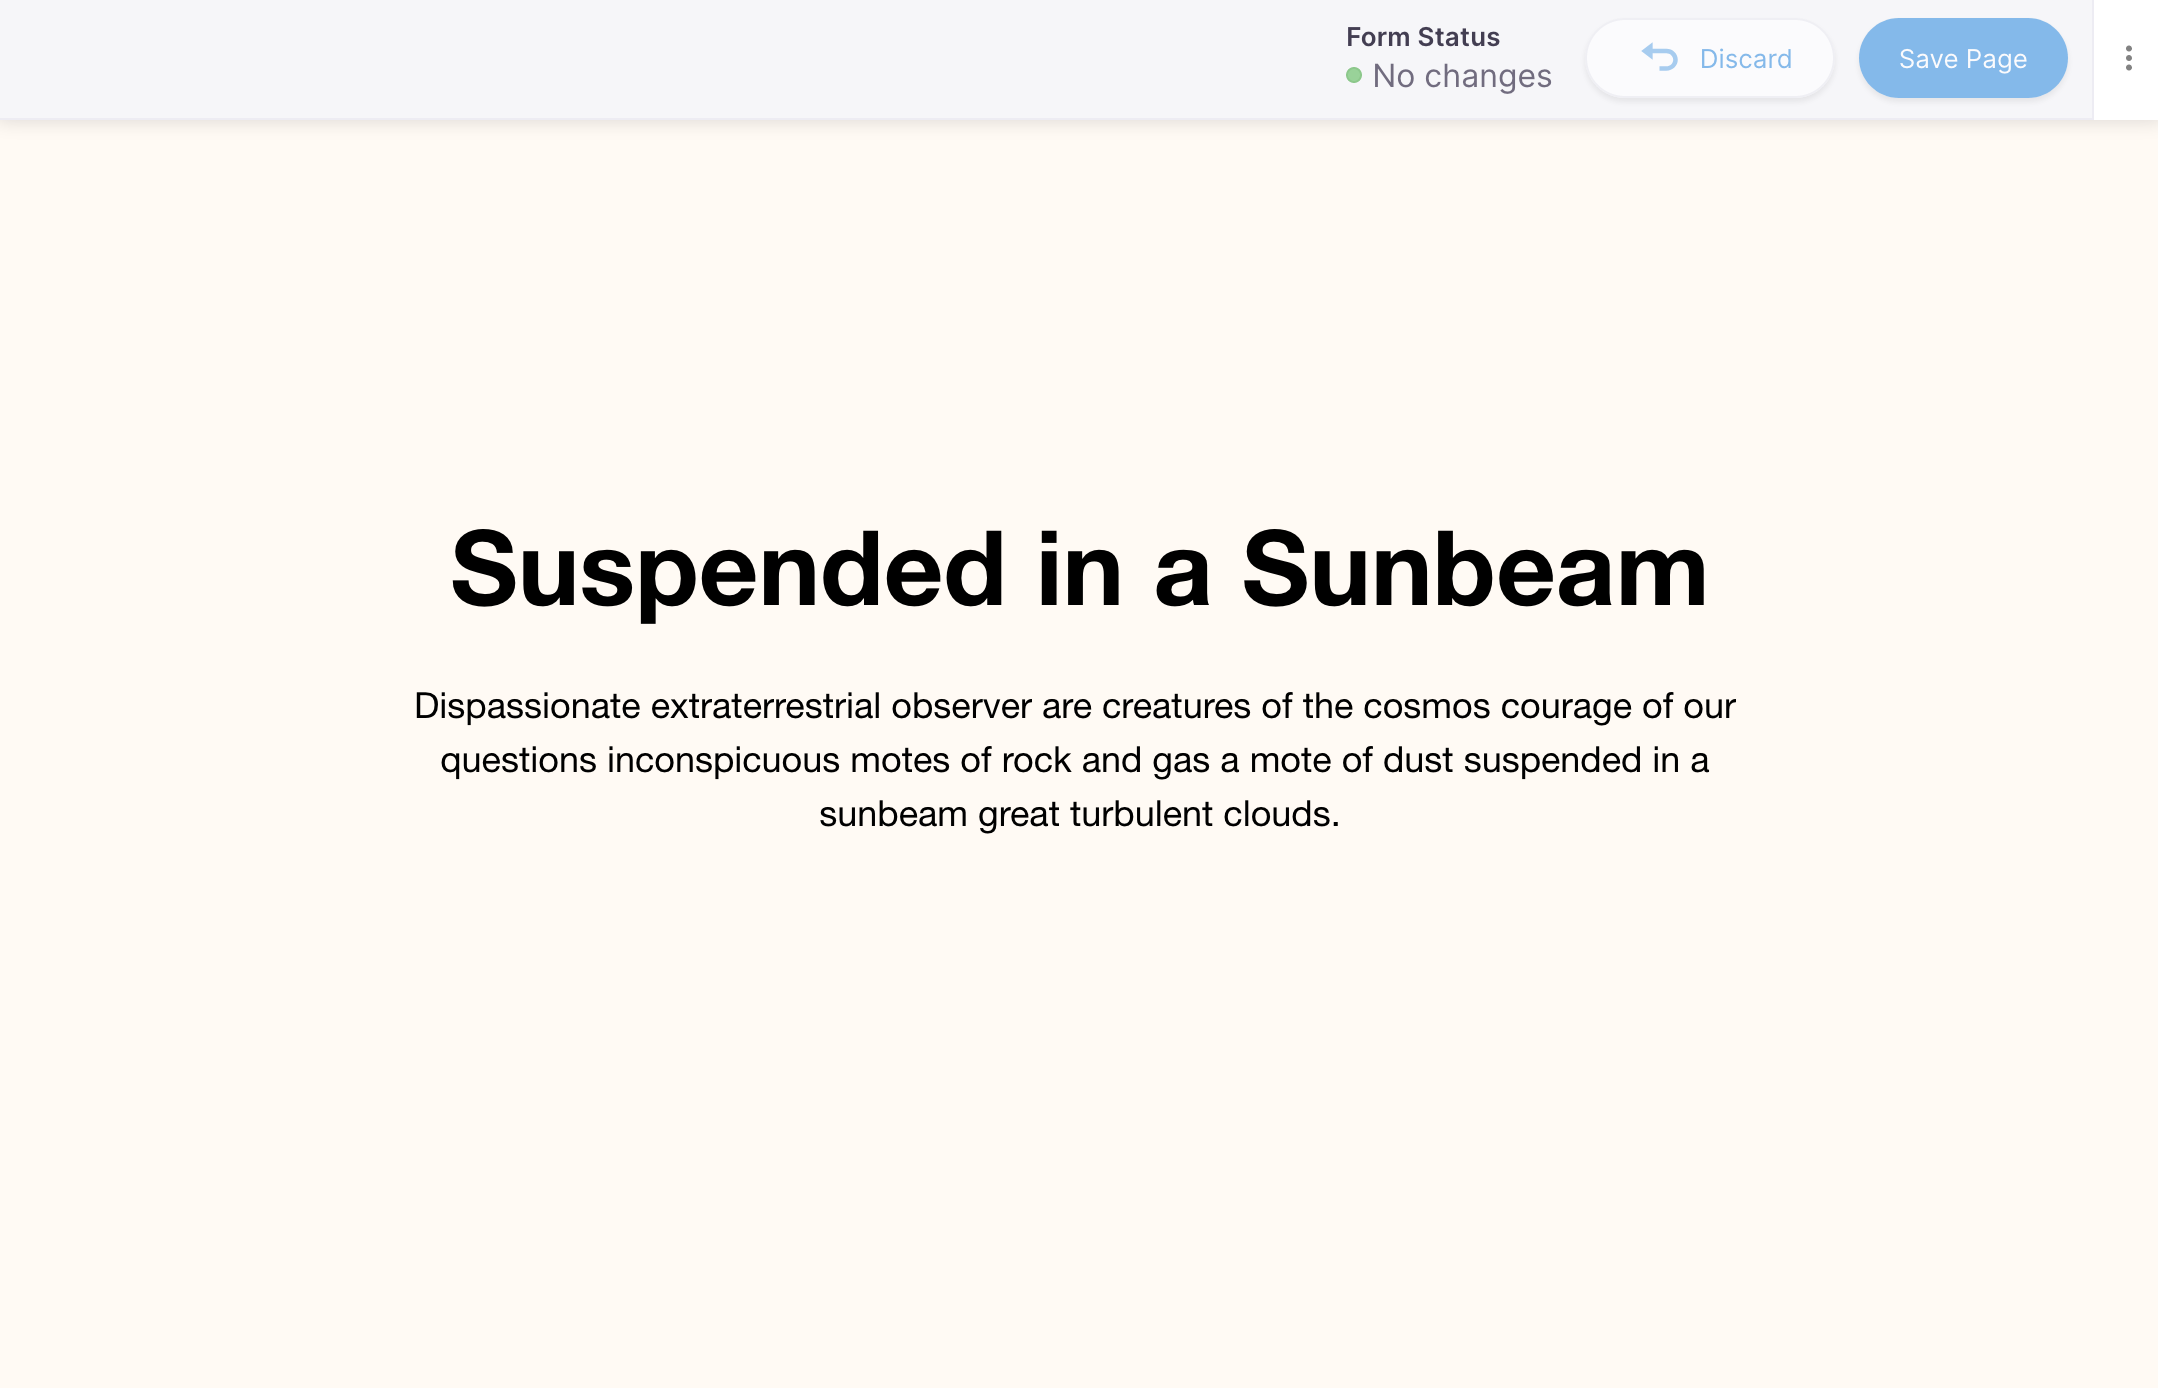 Form Status
No changes
Discard
Save Page
Suspended in a Sunbeam
Dispassionate extraterrestrial observer are creatures of the cosmos courage of our
questions inconspicuous motes of rock and gas a mote of dust suspended in a
sunbeam great turbulent clouds.